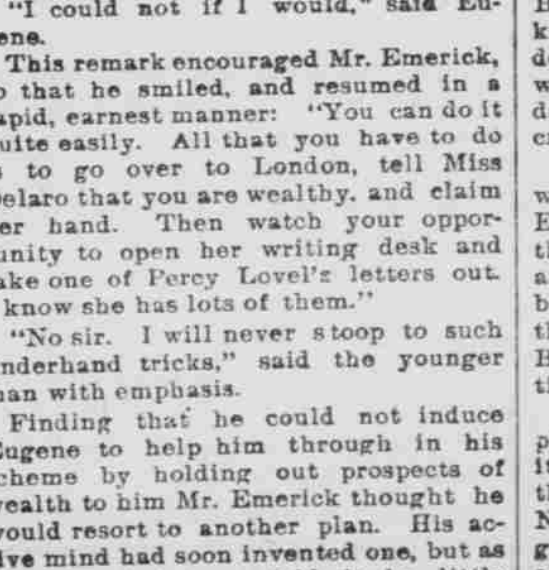 "I could not if I would," said Eu-
ene.
This remark encouraged Mr. Emerick,
o that he smiled, and resumed in a
apid, earnest manner: "You can do it
uite easily. All that you have to do
s to go over to London, tell Miss
elaro that you are wealthy. and claim
er hand. Then watch your oppor-
unity to open her writing desk and
ake one of Percy Lovel's letters out.
know she has lots of them."
"No sir. I will never stoop to such
nderhand tricks," said the younger
nan with emphasis.
Finding that he could not induce
Eugene to help him through in his
cheme by holding out prospects of
wealth to him Mr. Emerick thought he
would resort to another plan. His ac-
ive mind had soon invented one, but as